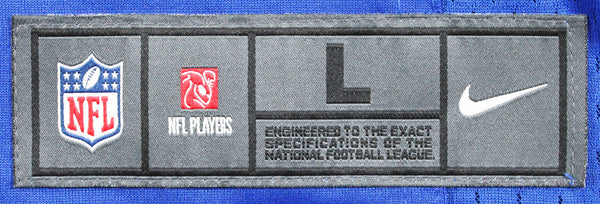 NFL
NFL PLAYERS
L
ENGINEERED TO THE EXACT
SPECIFICATIONS OF THE
NATIONAL FOOTBALL LEAGUE.